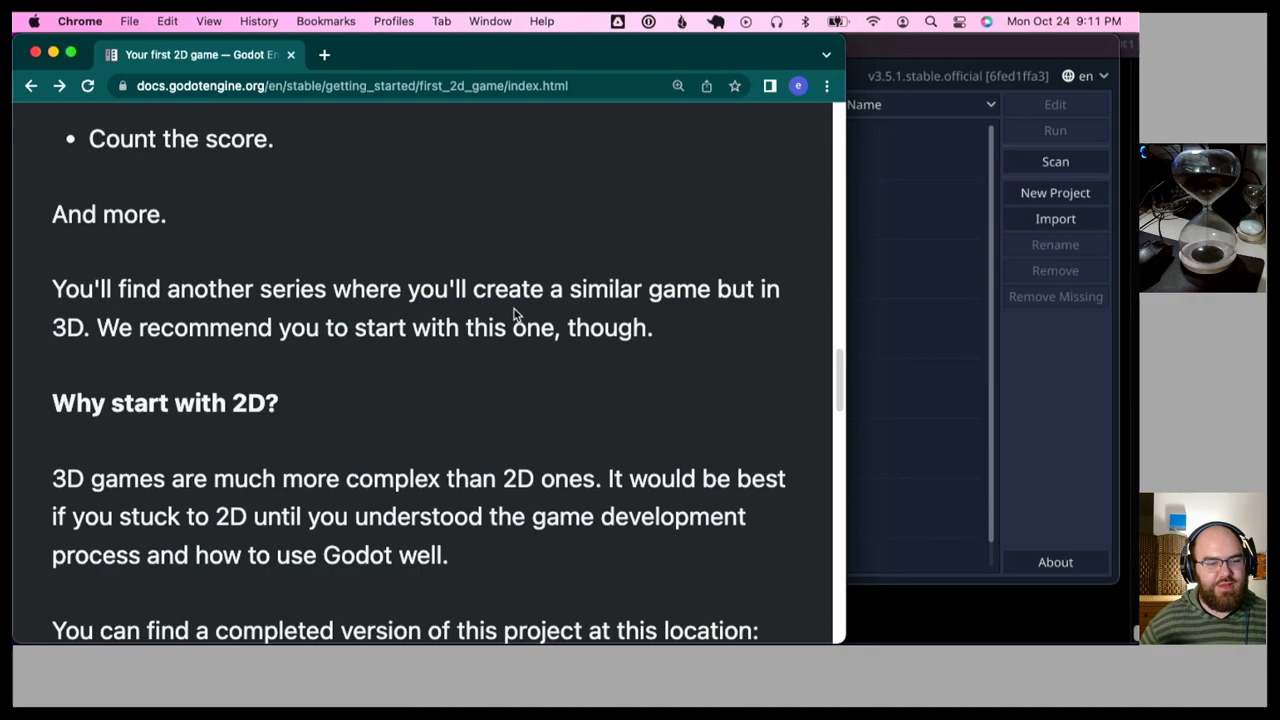 Chrome File Edit View History Bookmarks Profiles Tab Window Help Mon Oct 24 9:11 PM
Your first 2D game — Godot En
docs.godotengine.org/en/stable/getting_started/first_2d_game/index.html
e
v3.5.1.stable.official [6fed1ffa3] en
Name
Edit
Run
Scan
New Project
Import
Rename
Remove
Remove Missing
About
• Count the score.
And more.
You'll find another series where you'll create a similar game but in
3D. We recommend you to start with this one, though.
Why start with 2D?
3D games are much more complex than 2D ones. It would be best
if you stuck to 2D until you understood the game development
process and how to use Godot well.
You can find a completed version of this project at this location: